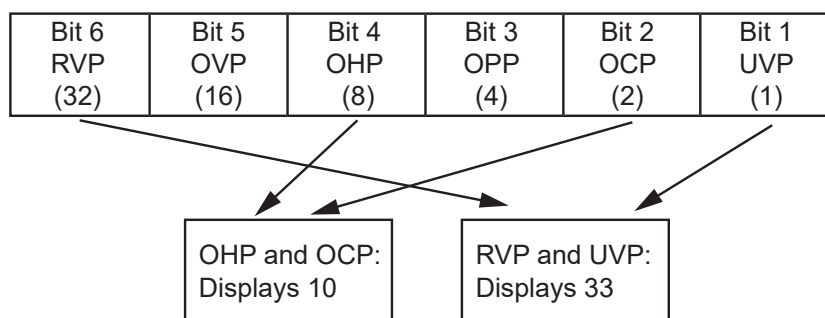 Bit 6 Bit 5 Bit 4 Bit 3 Bit 2 Bit 1
RVP OVP OHP OPP OCP UVP
(32) (16) (8) (4) (2) (1)
OHP and OCP:
Displays 10
RVP and UVP:
Displays 33